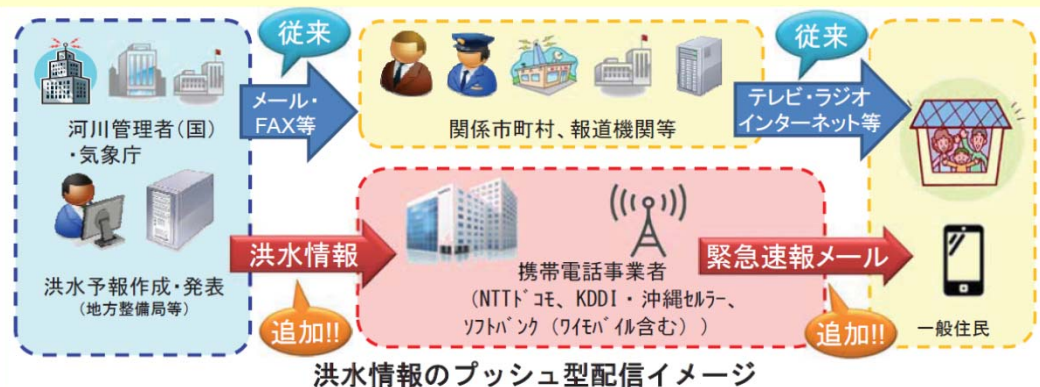 従来
従来
メール・
FAX等
テレビ・ラジオ
インターネット等
河川管理者(国)
・気象庁
関係市町村、報道機関等
洪水予報作成・発表
(地方整備局等)
洪水情報
携帯電話事業者
(NTTﾄﾞｺﾓ、KDDI・沖縄ｾﾙﾗｰ、
ｿﾌﾄﾊﾞﾝｸ（ﾜｲﾓﾊﾞｲﾙ含む）)
緊急速報メール
追加!!
追加!!
一般住民
洪水情報のプッシュ型配信イメージ